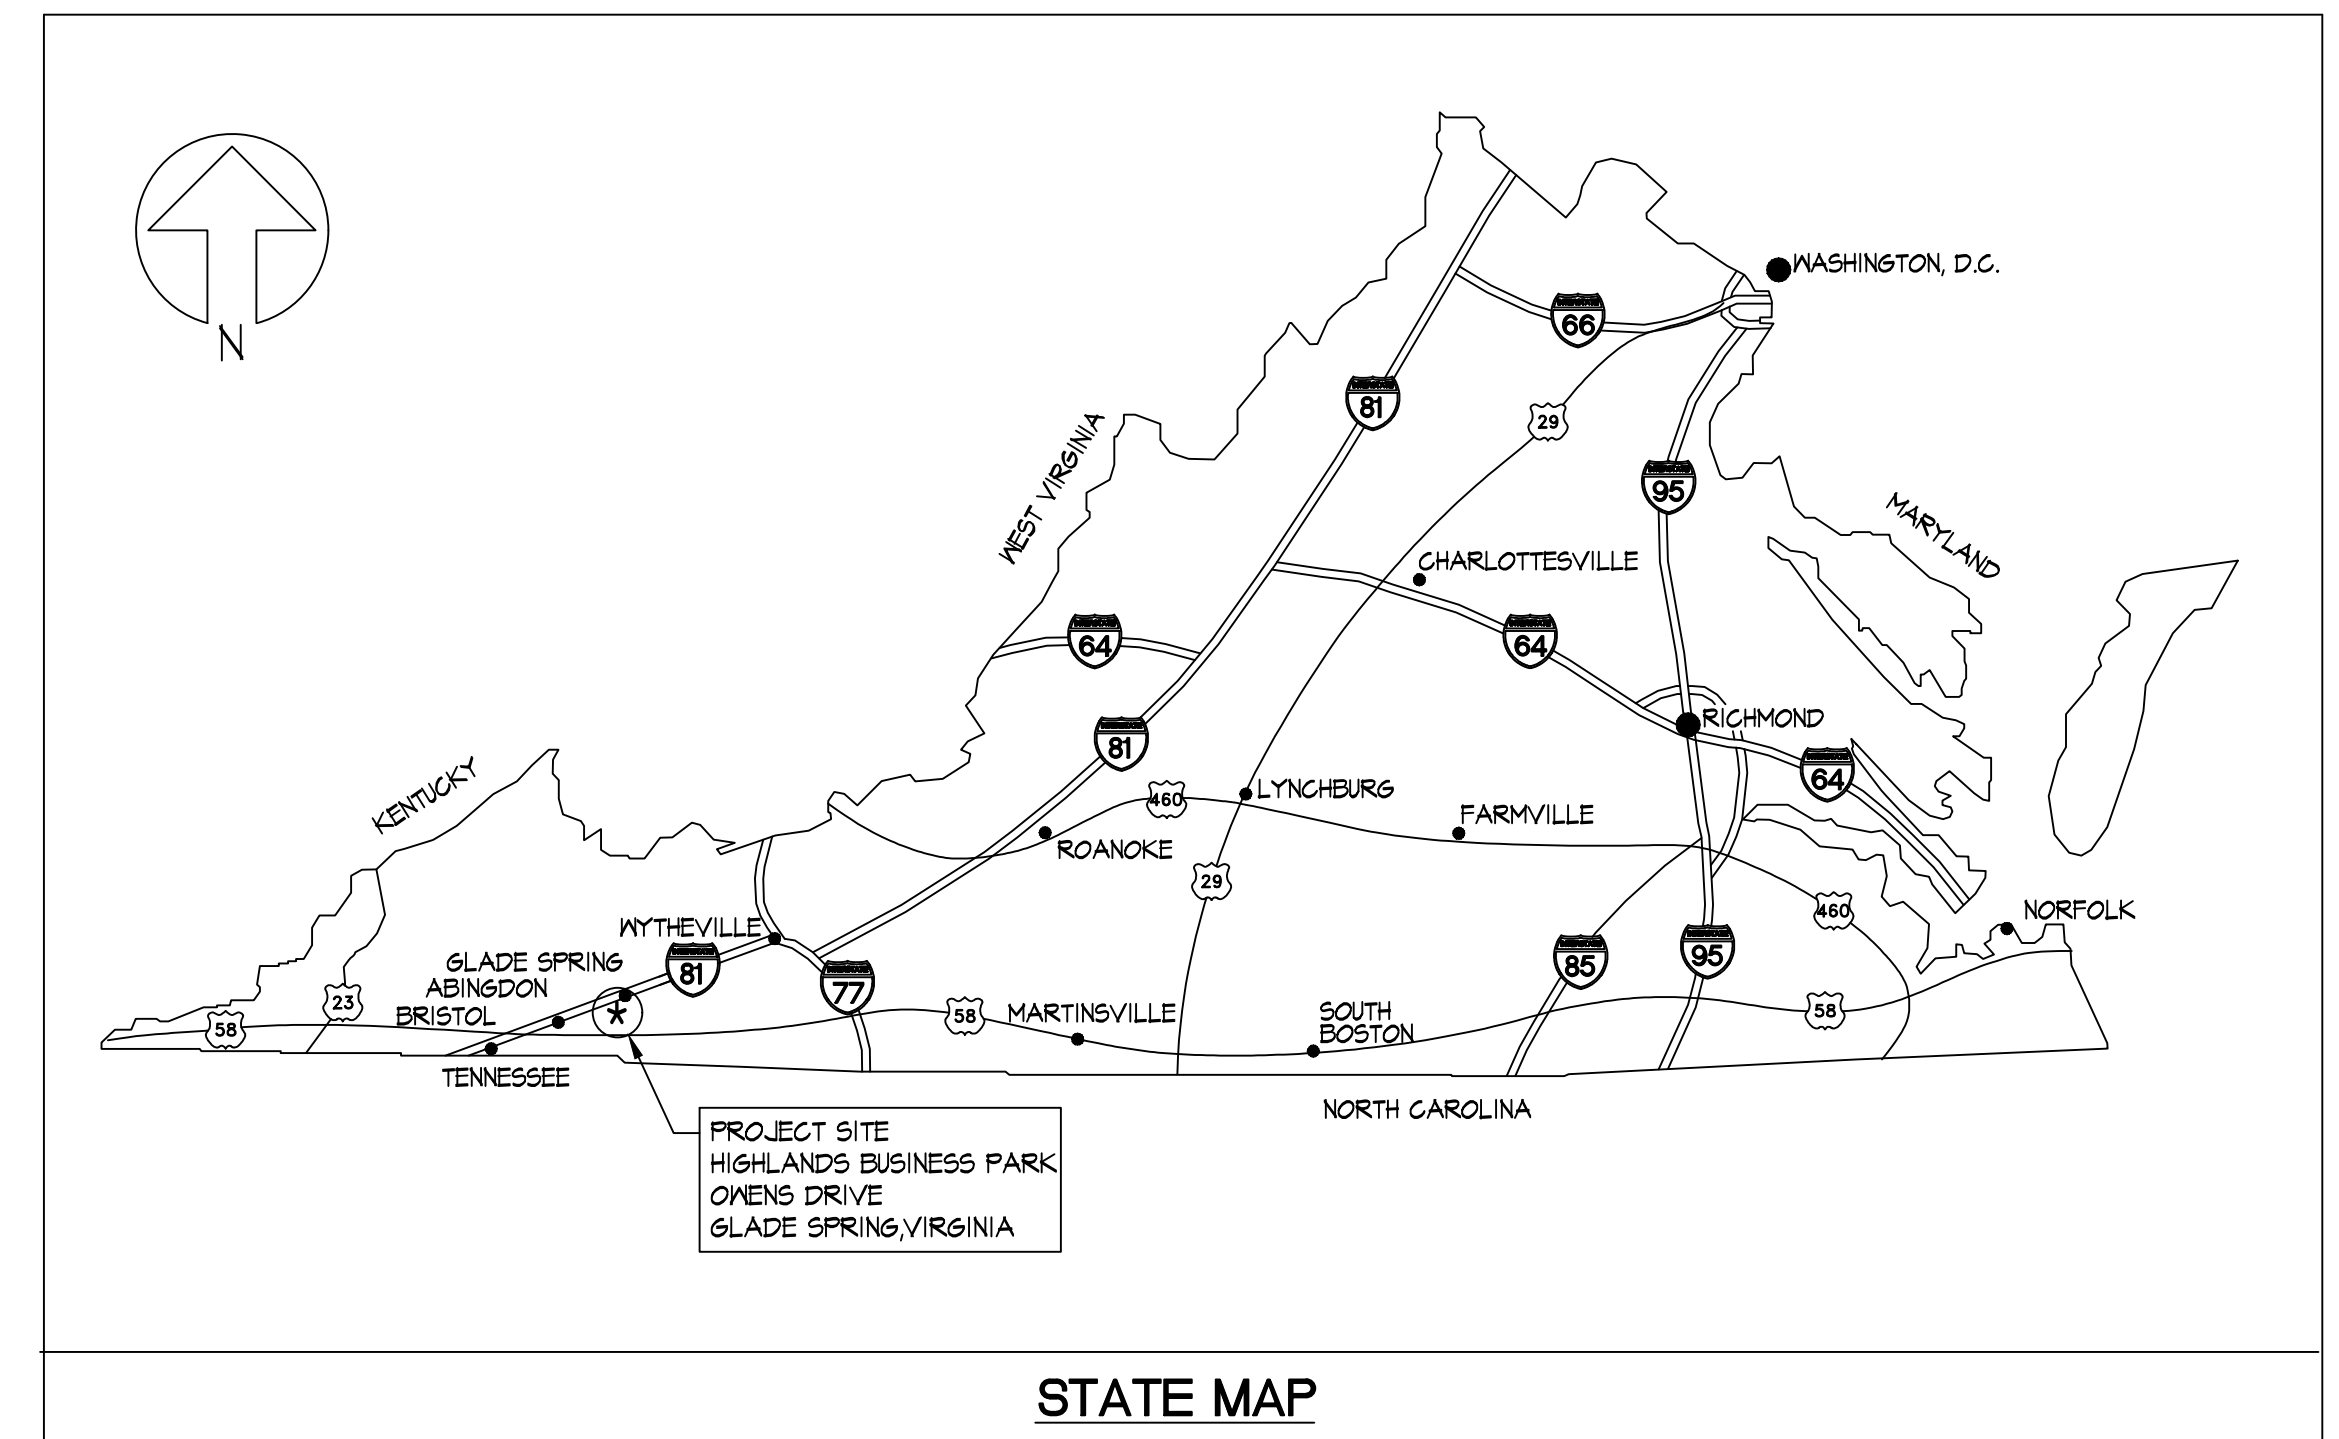 N
WASHINGTON, D.C.
66
81
29
WEST VIRGINIA
95
MARYLAND
CHARLOTTESVILLE
64
64
RICHMOND
81
64
KENTUCKY
LYNCHBURG
460
FARMVILLE
ROANOKE
29
460
NORFOLK
WYTHEVILLE
GLADE SPRING
81
85
95
ABINGDON
77
23
BRISTOL
*
58
58
MARTINSVILLE
SOUTH
BOSTON
58
TENNESSEE
NORTH CAROLINA
PROJECT SITE
HIGHLANDS BUSINESS PARK
OWENS DRIVE
GLADE SPRING,VIRGINIA
STATE MAP